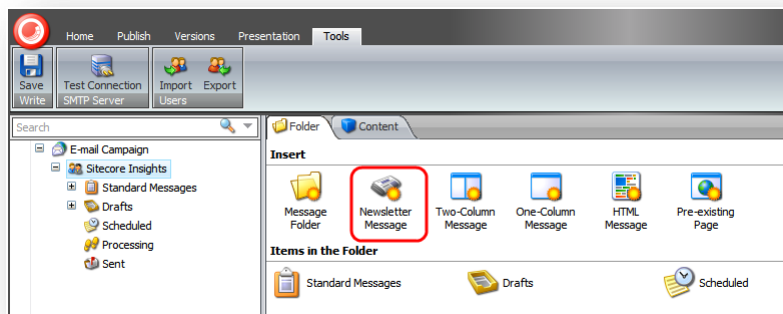 Home Publish Versions Presentation Tools
Save Test Connection Import Export
Write SMTP Server Users
Search
Folder Content
E-mail Campaign
Sitecore Insights
Standard Messages
Drafts
Scheduled
Processing
Sent
Insert
Message Folder
Newsletter Message
Two-Column Message
One-Column Message
HTML Message
Pre-existing Page
Items in the Folder
Standard Messages Drafts Scheduled